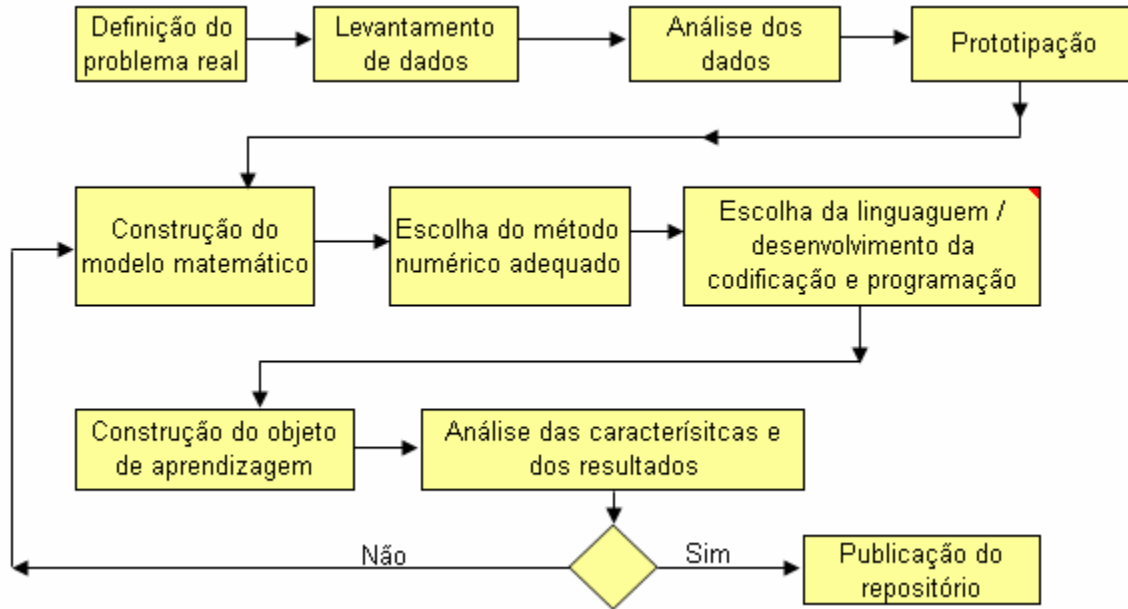 Definição do
problema real
Levantamento
de dados
Análise dos
dados
Prototipação
Construção do
modelo matemático
Escolha do método
numérico adequado
Escolha da linguaguem /
desenvolvimento da
codificação e programação
Construção do objeto
de aprendizagem
Análise das caracterísitcas e
dos resultados
Não
Sim
Publicação do
repositório